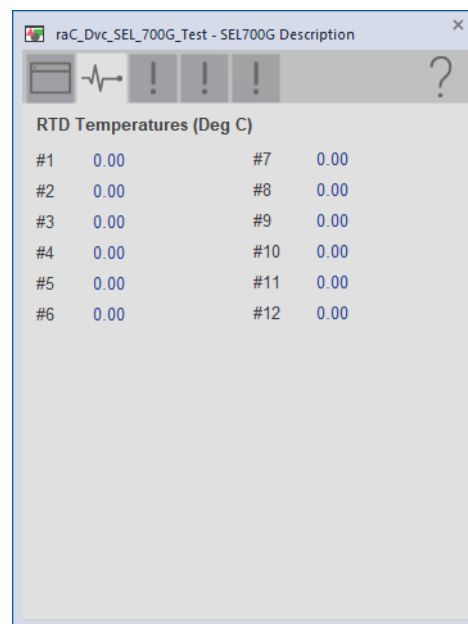 raC_Dvc_SEL_700G_Test - SEL700G Description
RTD Temperatures (Deg C)
#1 0.00 #7 0.00
#2 0.00 #8 0.00
#3 0.00 #9 0.00
#4 0.00 #10 0.00
#5 0.00 #11 0.00
#6 0.00 #12 0.00